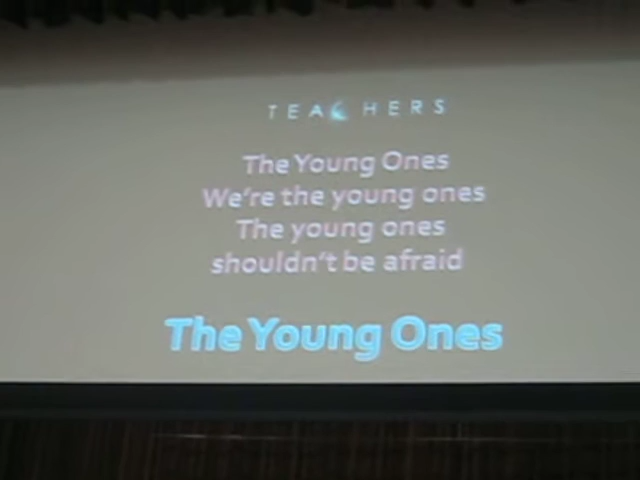 TEACHERS
The Young Ones
We're the young ones
The young ones
shouldn't be afraid
The Young Ones